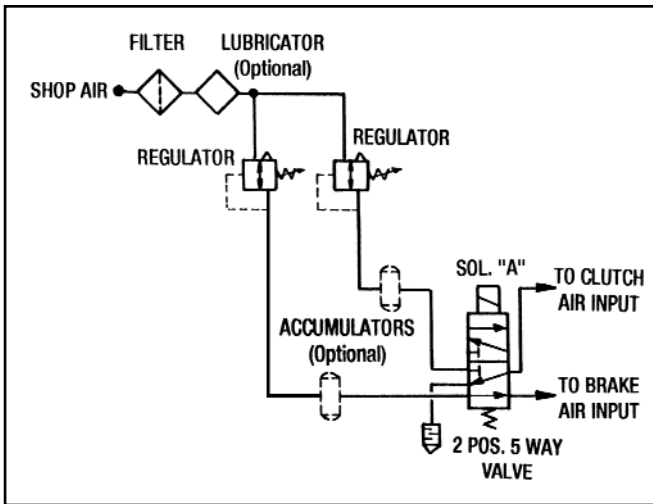 FILTER
LUBRICATOR
(Optional)
SHOP AIR
REGULATOR
REGULATOR
SOL. "A"
TO CLUTCH
AIR INPUT
ACCUMULATORS
(Optional)
TO BRAKE
AIR INPUT
2 POS. 5 WAY
VALVE